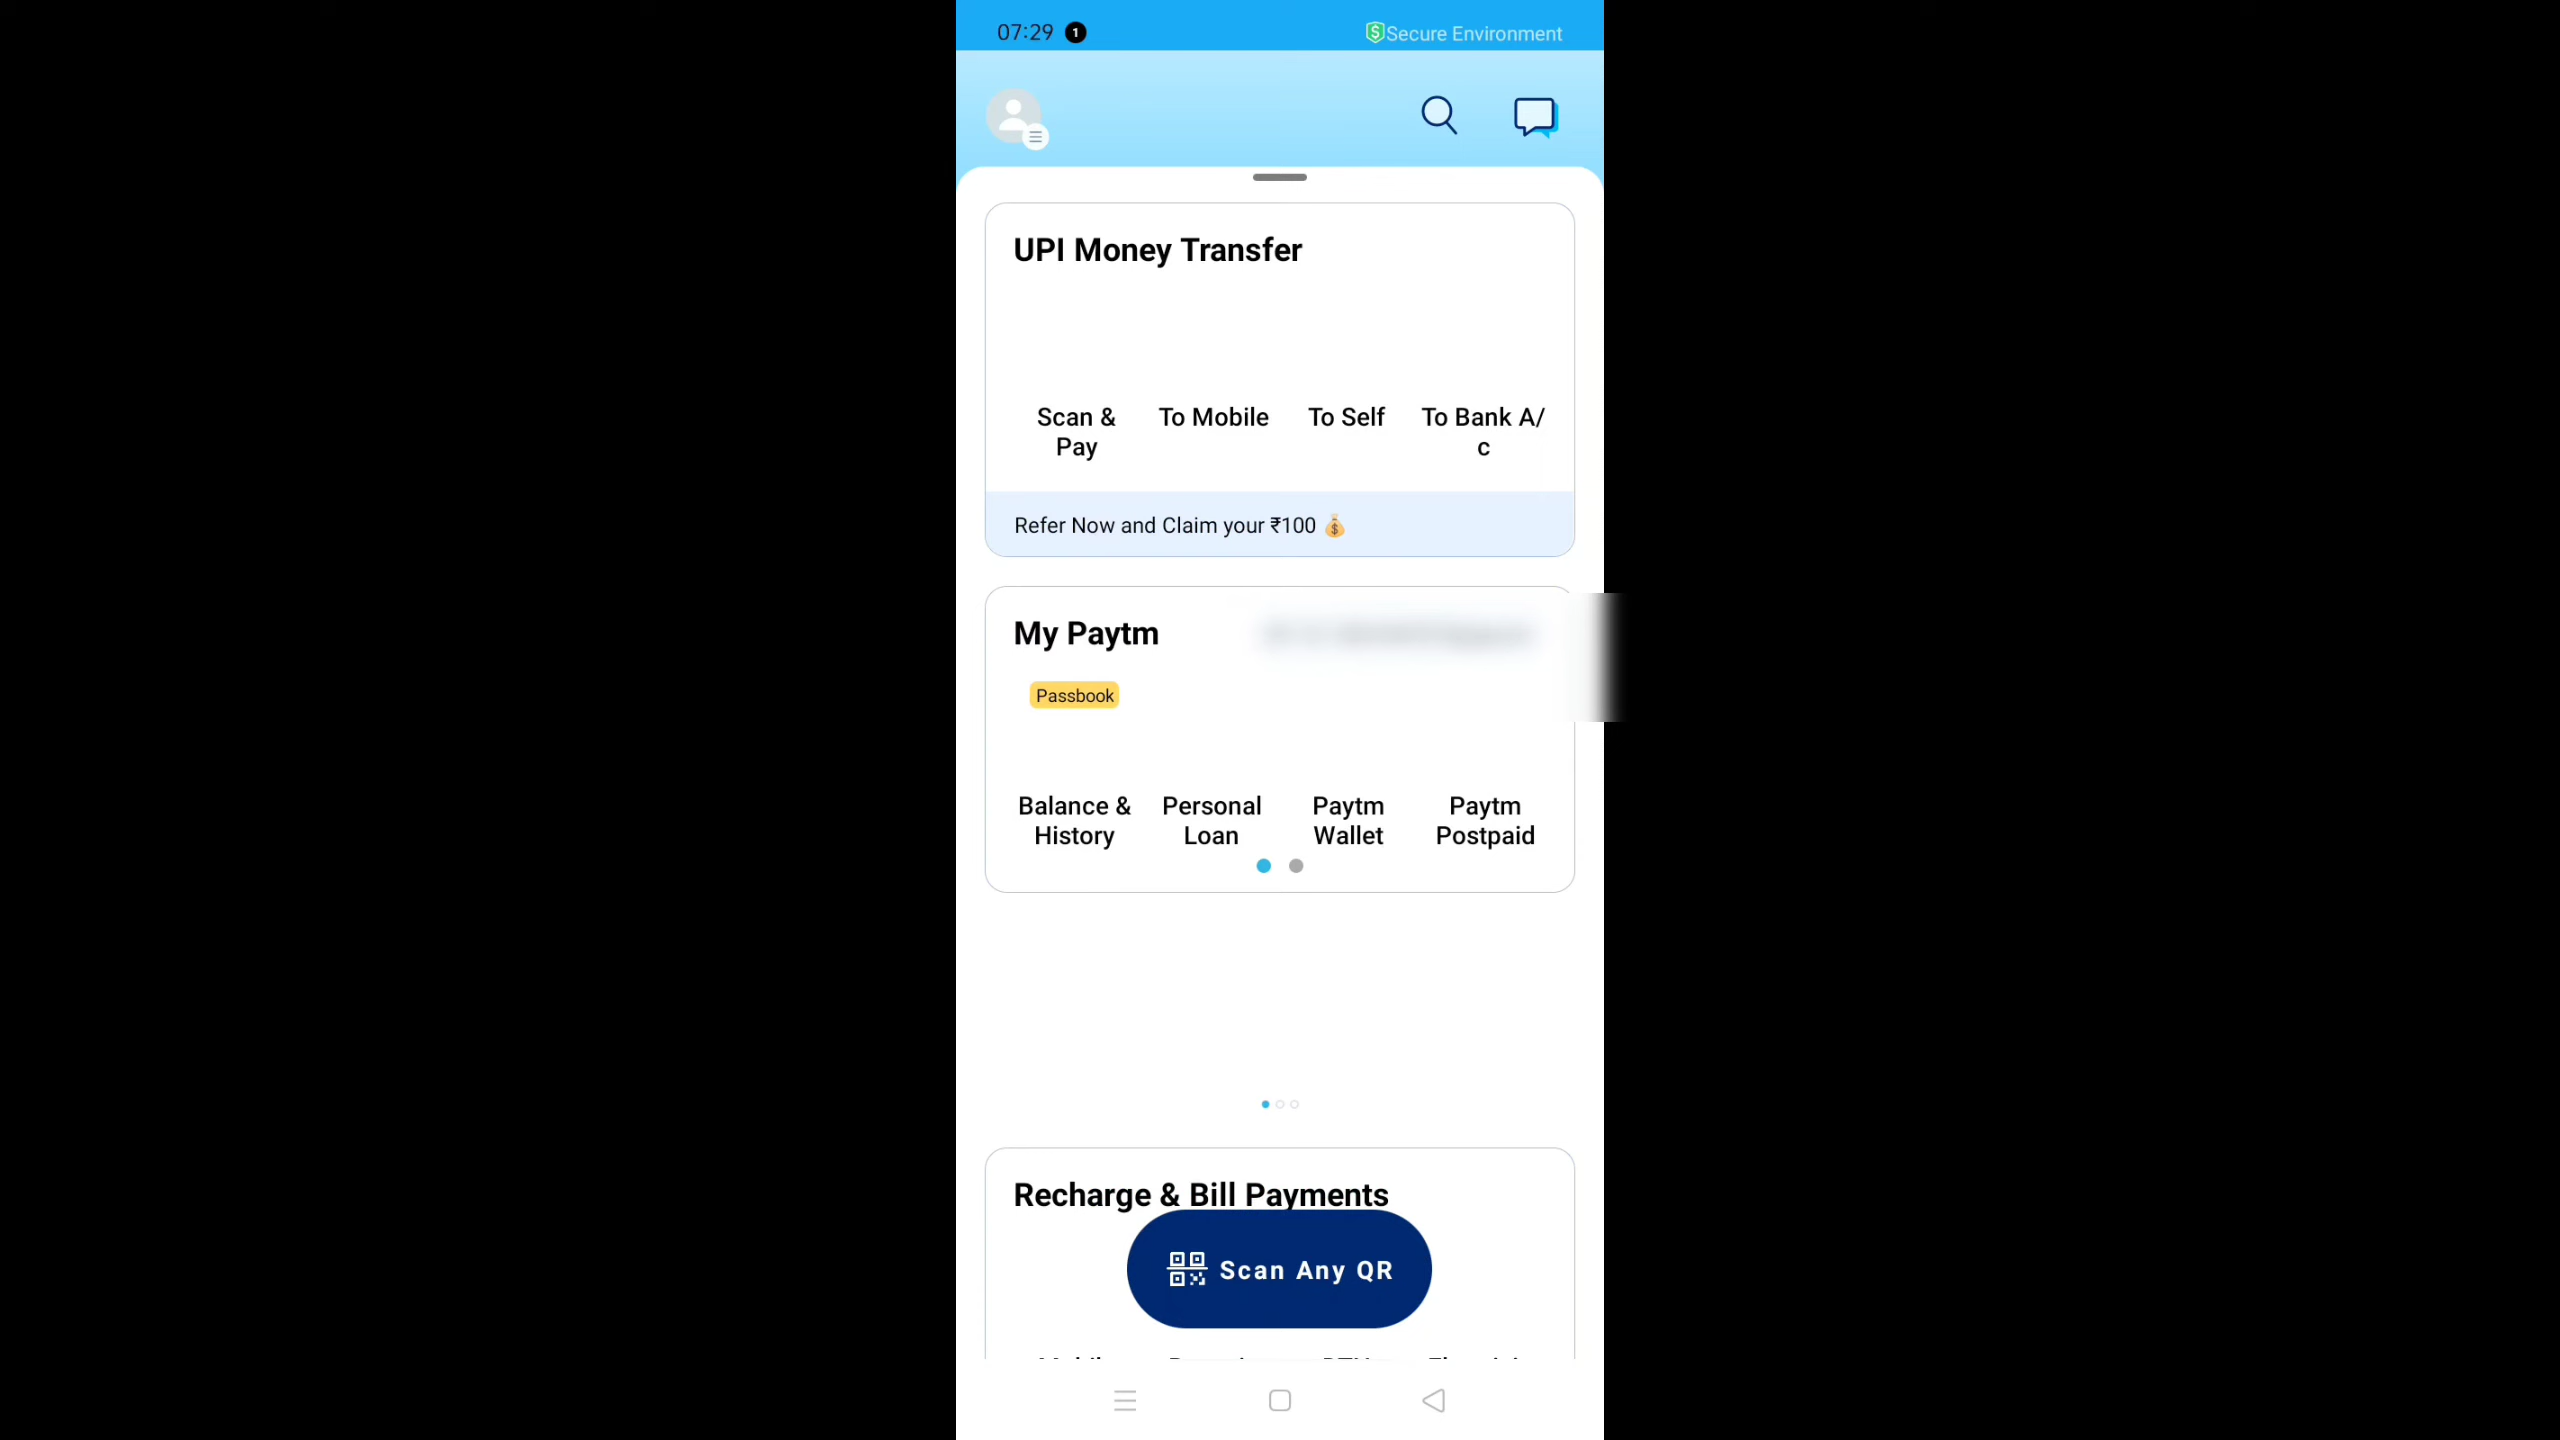 07:29 1
Secure Environment
UPI Money Transfer
Scan &
Pay
To Mobile
To Self
To Bank A/
c
Refer Now and Claim your ₹100
My Paytm
Passbook
Balance &
History
Personal
Loan
Paytm
Wallet
Paytm
Postpaid
Recharge & Bill Payments
Scan Any QR